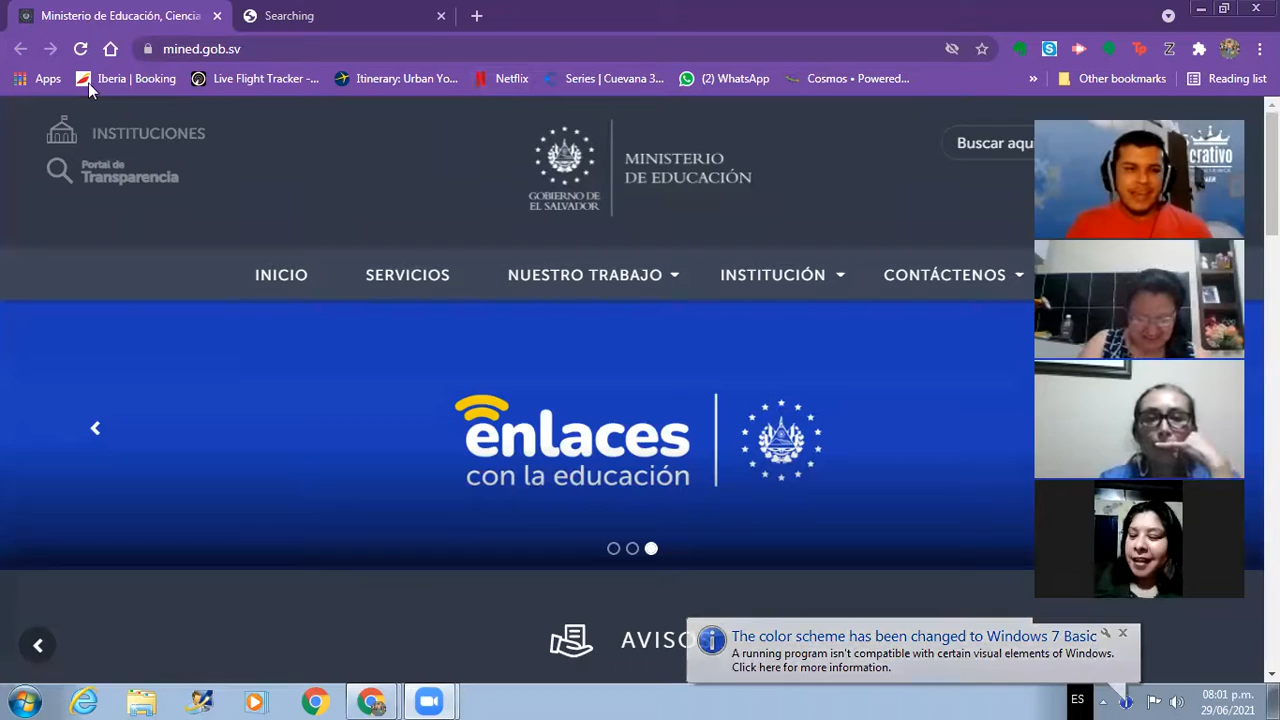 Ministerio de Educación, Ciencia
Searching
mined.gob.sv
Apps
Iberia | Booking
Live Flight Tracker -...
Itinerary: Urban Yo...
Netflix
Series | Cuevana 3...
(2) WhatsApp
Cosmos • Powered...
»
Other bookmarks
Reading list
INSTITUCIONES
Portal de
Transparencia
GOBIERNO DE
EL SALVADOR
MINISTERIO
DE EDUCACIÓN
Buscar aqu
crativo
NER
INICIO
SERVICIOS
NUESTRO TRABAJO
INSTITUCIÓN
CONTÁCTENOS
enlaces
con la educación
AVISO
The color scheme has been changed to Windows 7 Basic
A running program isn't compatible with certain visual elements of Windows.
Click here for more information.
ES
08:01 p.m.
29/06/2021